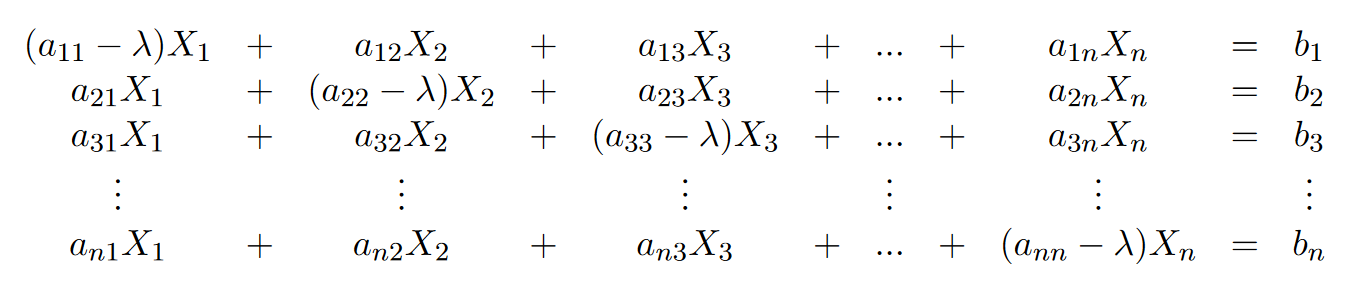 (a₁₁ − λ)X₁ + a₁₂X₂ + a₁₃X₃ + ... + a₁ₙXₙ = b₁
a₂₁X₁ + (a₂₂ − λ)X₂ + a₂₃X₃ + ... + a₂ₙXₙ = b₂
a₃₁X₁ + a₃₂X₂ + (a₃₃ − λ)X₃ + ... + a₃ₙXₙ = b₃
⋮ ⋮ ⋮ ⋮ ⋮ ⋮
aₙ₁X₁ + aₙ₂X₂ + aₙ₃X₃ + ... + (aₙₙ − λ)Xₙ = bₙ